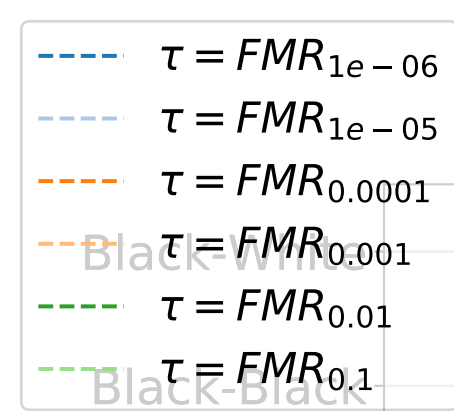 τ = FMR₁ₑ ₋ ₀₆
τ = FMR₁ₑ ₋ ₀₅
τ = FMR₀.₀₀₀₁
Black-White
τ = FMR₀.₀₀₁
τ = FMR₀.₀₁
τ = FMR₀.₁
Black-Black